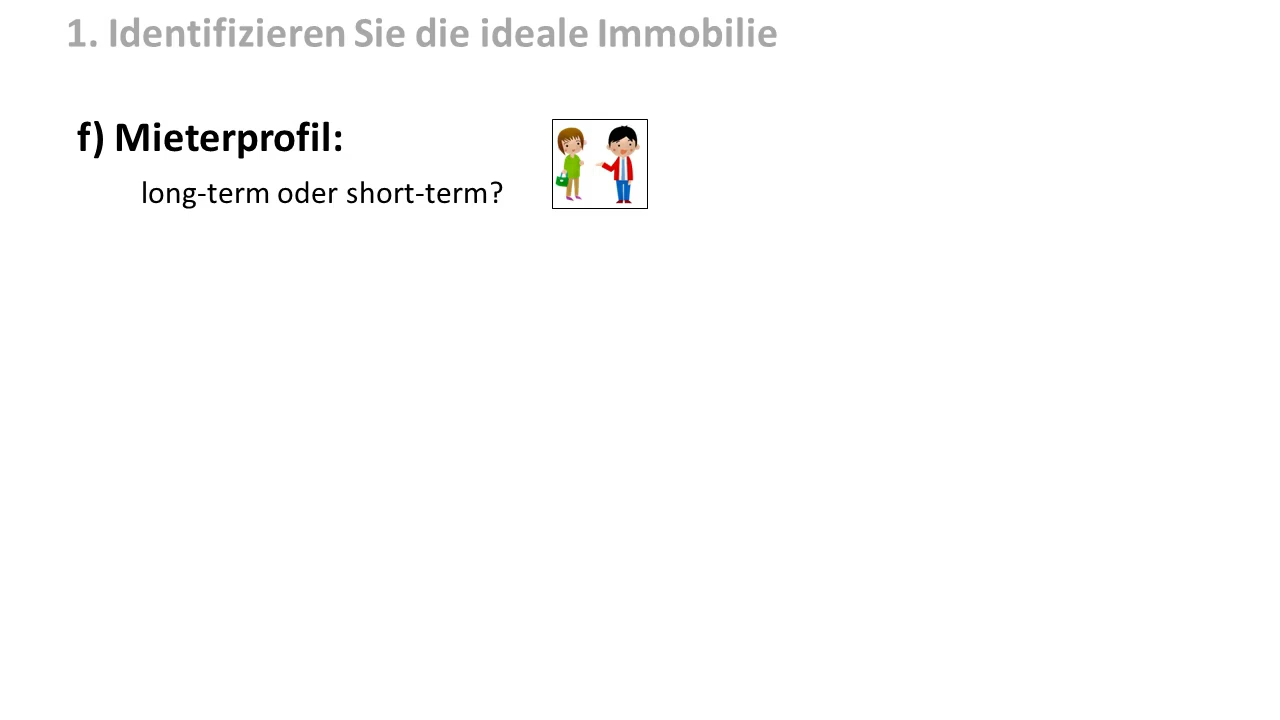 1. Identifizieren Sie die ideale Immobilie
f) Mieterprofil:
long-term oder short-term?